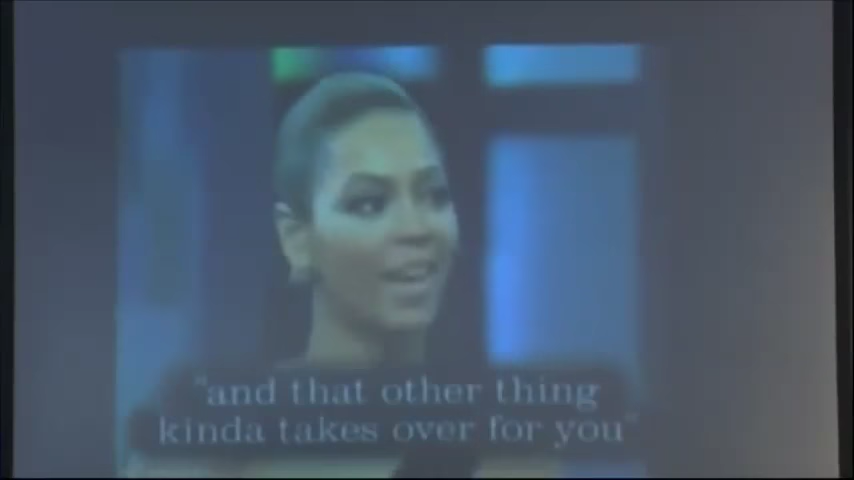 "and that other thing
kinda takes over for you"